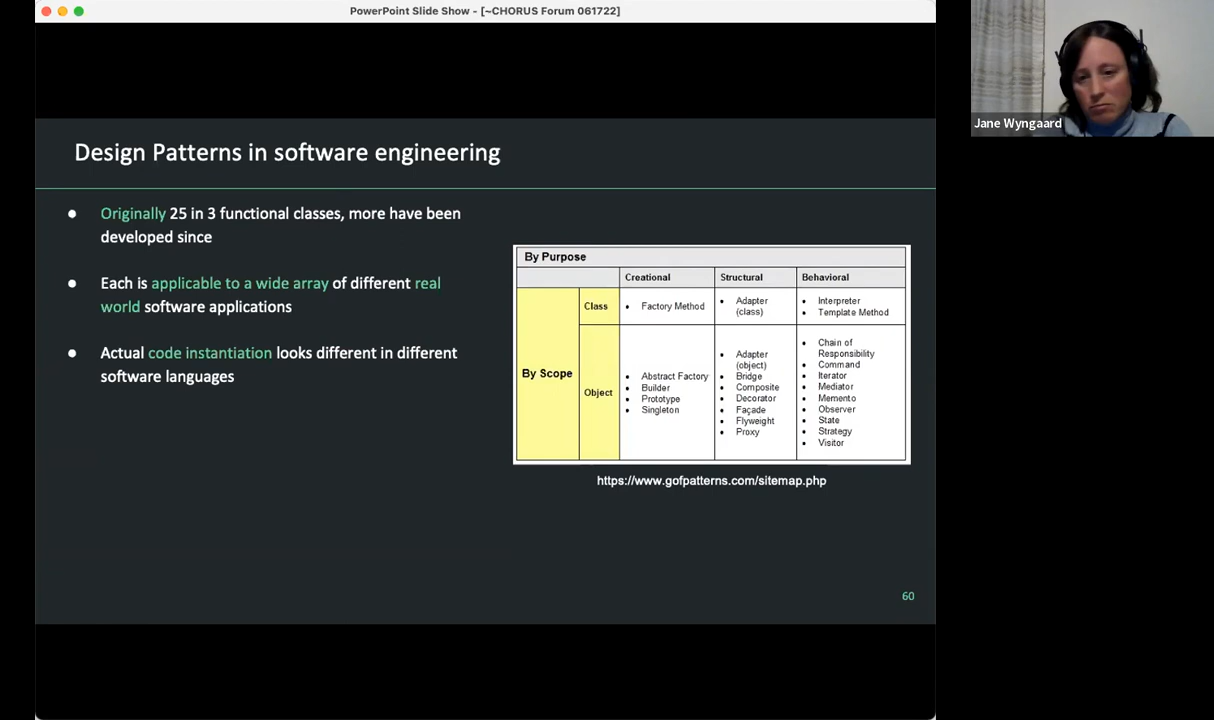 PowerPoint Slide Show - [~CHORUS Forum 061722]
Jane Wyngaard
Design Patterns in software engineering
● Originally 25 in 3 functional classes, more have been
developed since
● Each is applicable to a wide array of different real
world software applications
● Actual code instantiation looks different in different
software languages
By Purpose
Creational
Structural
Behavioral
By Scope
Class
• Factory Method
• Adapter
(class)
• Interpreter
• Template Method
Object
• Abstract Factory
• Builder
• Prototype
• Singleton
• Adapter
(object)
• Bridge
• Composite
• Decorator
• Façade
• Flyweight
• Proxy
• Chain of
Responsibility
• Command
• Iterator
• Mediator
• Memento
• Observer
• State
• Strategy
• Visitor
https://www.gofpatterns.com/sitemap.php
60